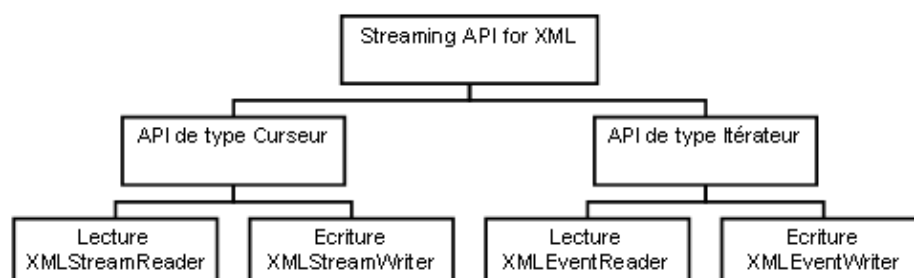 Streaming API for XML
API de type Curseur
API de type Itérateur
Lecture
XMLStreamReader
Ecriture
XMLStreamWriter
Lecture
XMLEventReader
Ecriture
XMLEventWriter